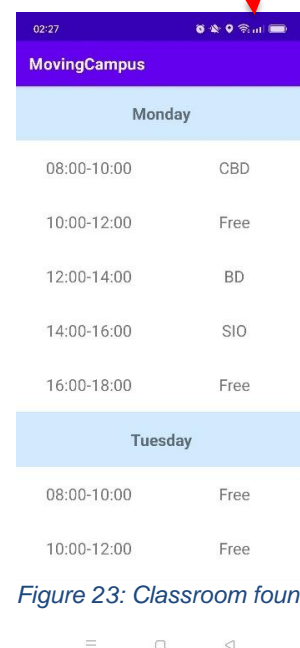 02:27
MovingCampus
Monday
08:00-10:00 CBD
10:00-12:00 Free
12:00-14:00 BD
14:00-16:00 SIO
16:00-18:00 Free
Tuesday
08:00-10:00 Free
10:00-12:00 Free
Figure 23: Classroom foun